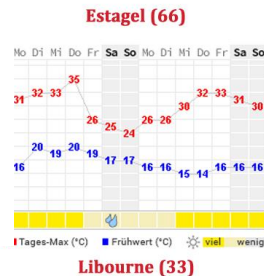 Estagel (66)
Mo Di Mi Do Fr Sa So Mo Di Mi Do Fr Sa So
31 32 33 35 26 25 24 26 26 30 32 33 31 30
16 20 19 20 19 17 17 16 16 15 14 16 16 16
Tages-Max (°C) Frühwert (°C) viel wenig
Libourne (33)